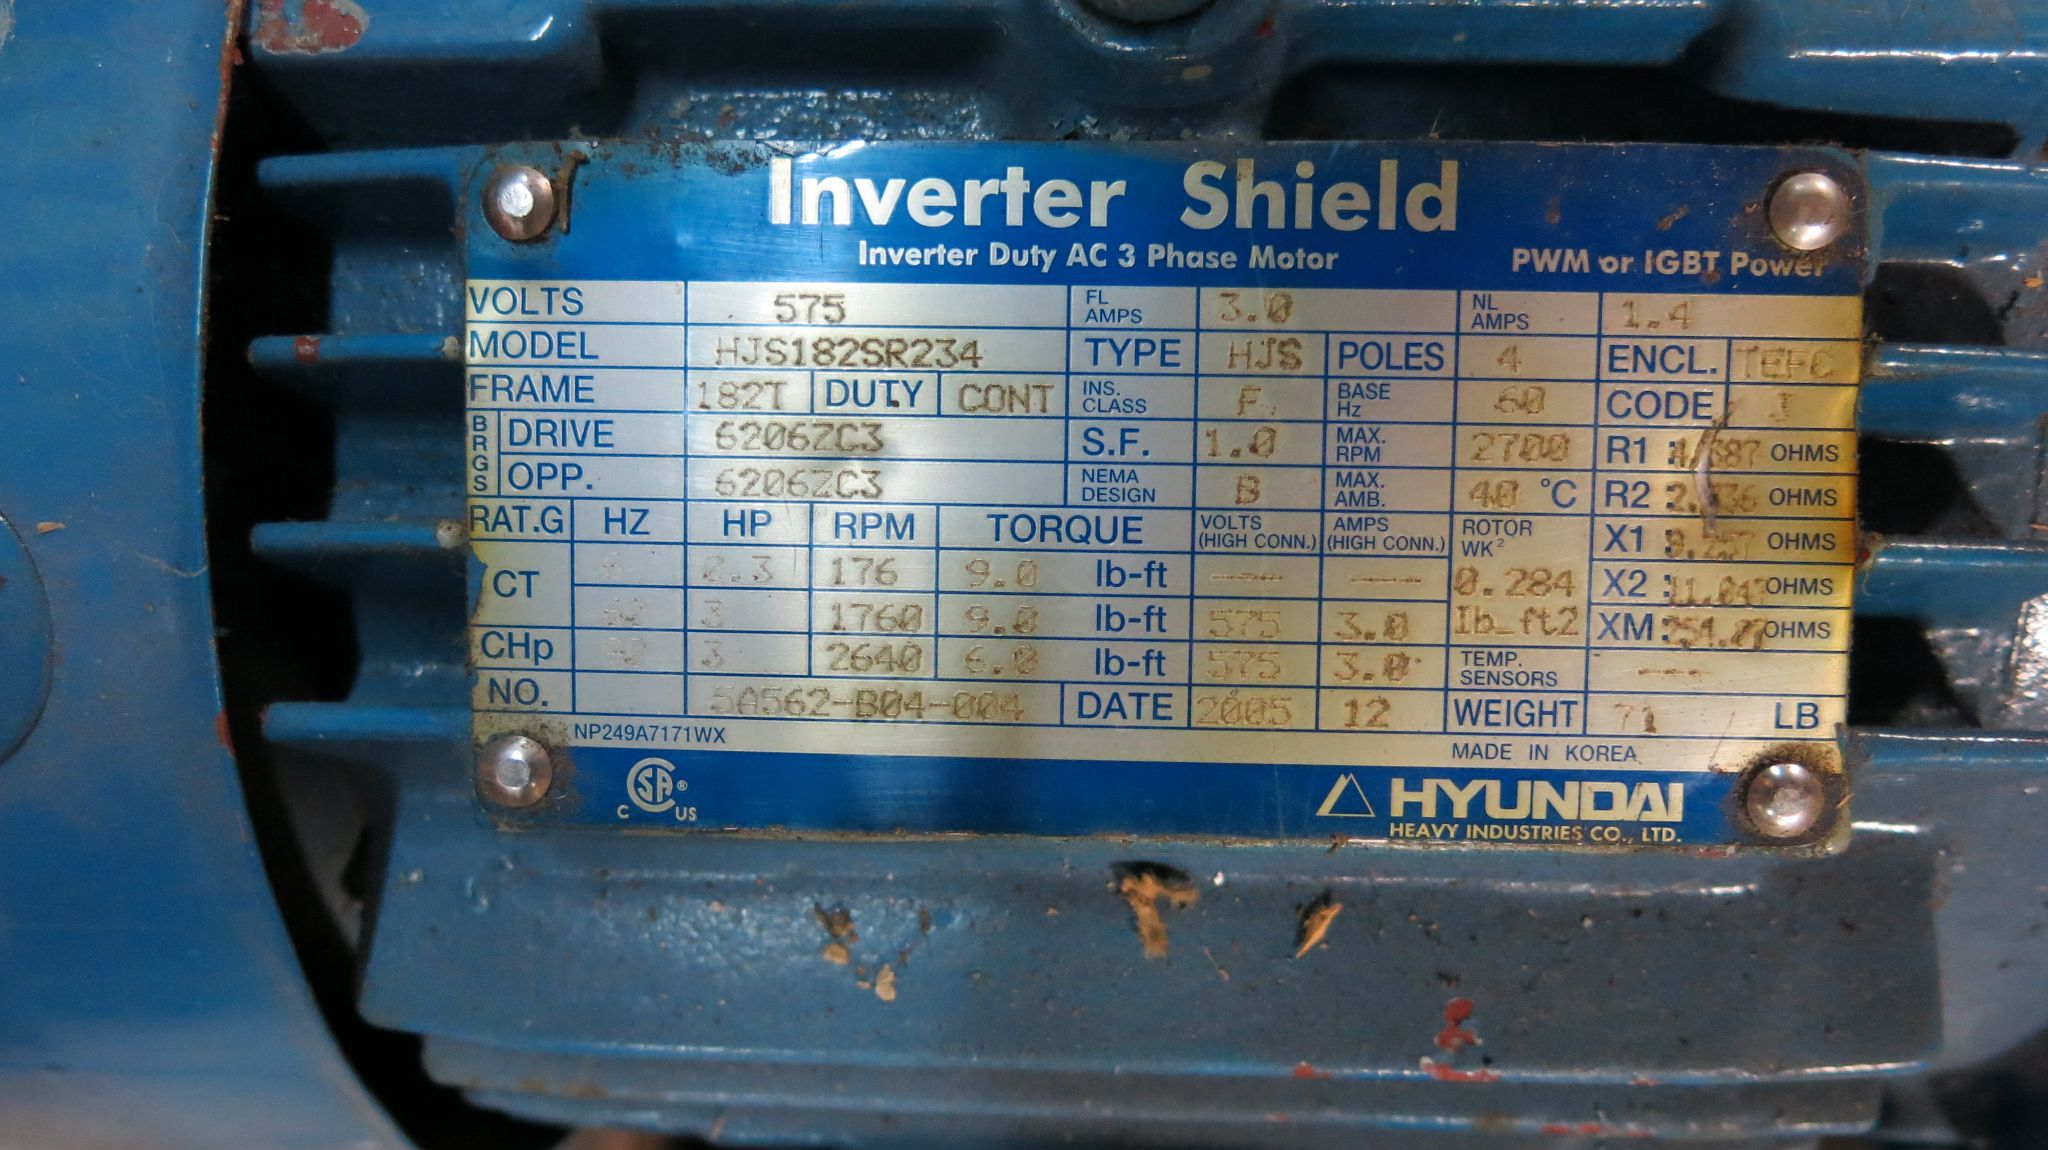 Inverter Shield
Inverter Duty AC 3 Phase Motor PWM or IGBT Power
VOLTS 575 FL AMPS 3.0 NL AMPS 1.4
MODEL HJS182SR234 TYPE HJS POLES 4 ENCL. TEFC
FRAME 182T DUTY CONT INS. CLASS F BASE Hz 60 CODE
BRGS DRIVE 6206ZC3 S.F. 1.0 MAX. RPM 2700 R1 : OHMS
OPP. 6206ZC3 NEMA DESIGN B MAX. AMB. 40 °C R2 : OHMS
RAT.G HZ HP RPM TORQUE VOLTS (HIGH CONN.) AMPS (HIGH CONN.) ROTOR WK² X1 : OHMS
CT 6 176 9.0 lb-ft ---- ---- 0.284 X2 : 11.047 OHMS
3 1760 9.0 lb-ft 575 3.0 lb_ft2 XM : OHMS
CHp 3 2640 6.0 lb-ft 575 3.0 TEMP. SENSORS ---
NO. 5A562-B04-004 DATE 2005 12 WEIGHT 71 LB
NP249A7171WX MADE IN KOREA
C SA ® C US HYUNDAI
HEAVY INDUSTRIES CO., LTD.